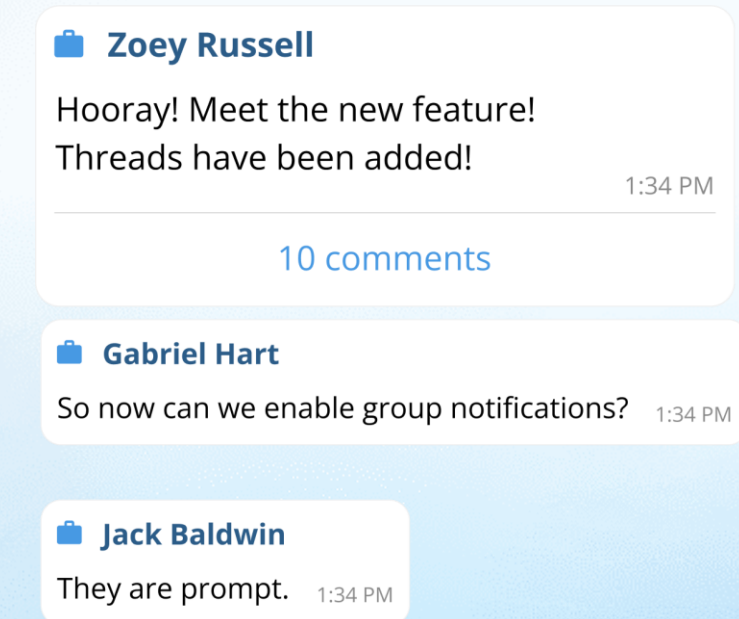 Zoey Russell
Hooray! Meet the new feature!
Threads have been added!
1:34 PM
10 comments
Gabriel Hart
So now can we enable group notifications? 1:34 PM
Jack Baldwin
They are prompt. 1:34 PM